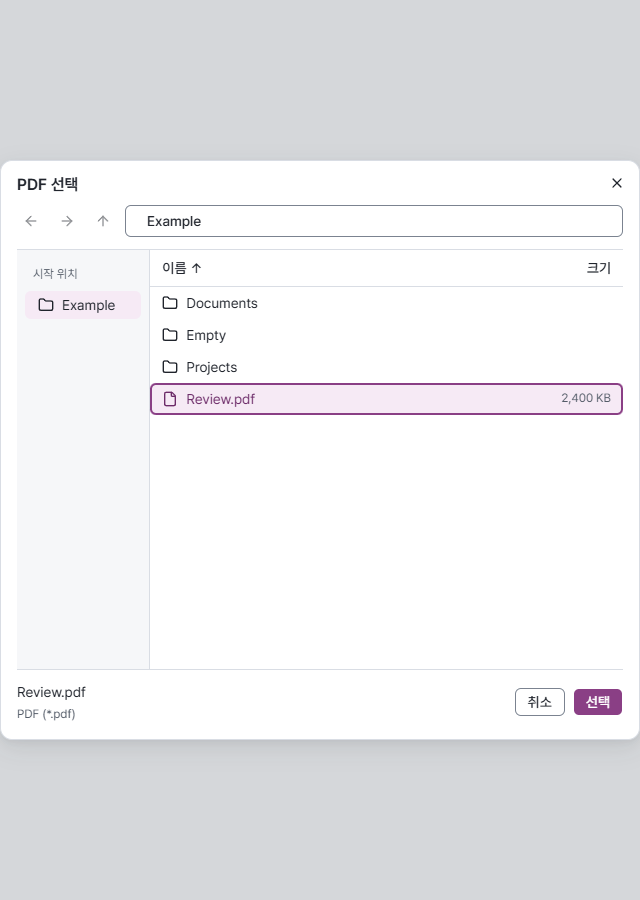 PDF 선택
Example
시작 위치
Example
이름 크기
Documents
Empty
Projects
Review.pdf 2,400 KB
Review.pdf
PDF (*.pdf)
취소 선택